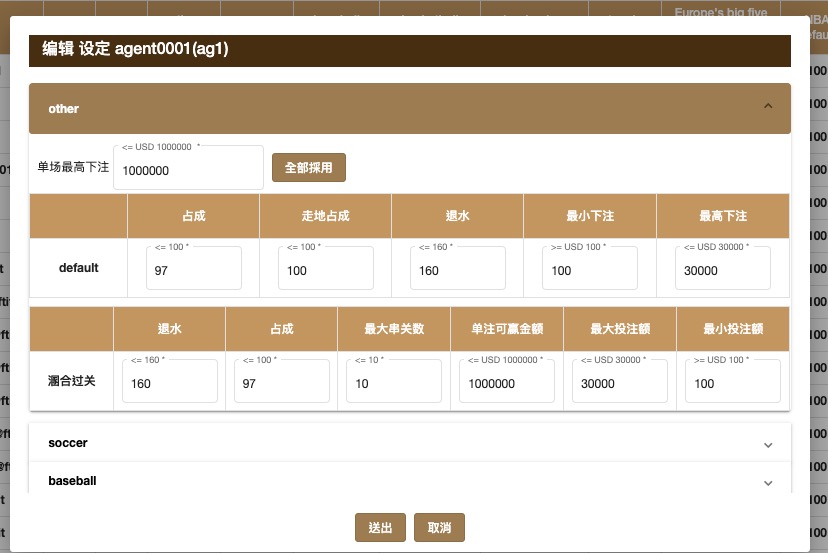 Europe's big five
编辑 设定 agent0001(ag1)
other
单场最高下注
<= USD 1000000 *
1000000
全部採用
占成 走地占成 退水 最小下注 最高下注
<= 100 * <= 100 * <= 160 * >= USD 100 * <= USD 30000 *
default 97 100 160 100 30000
退水 占成 最大串关数 单注可赢金额 最大投注额 最小投注额
<= 160 * <= 100 * <= 10 * <= USD 1000000 * <= USD 30000 * >= USD 100 *
溷合过关 160 97 10 1000000 30000 100
soccer
baseball
送出 取消